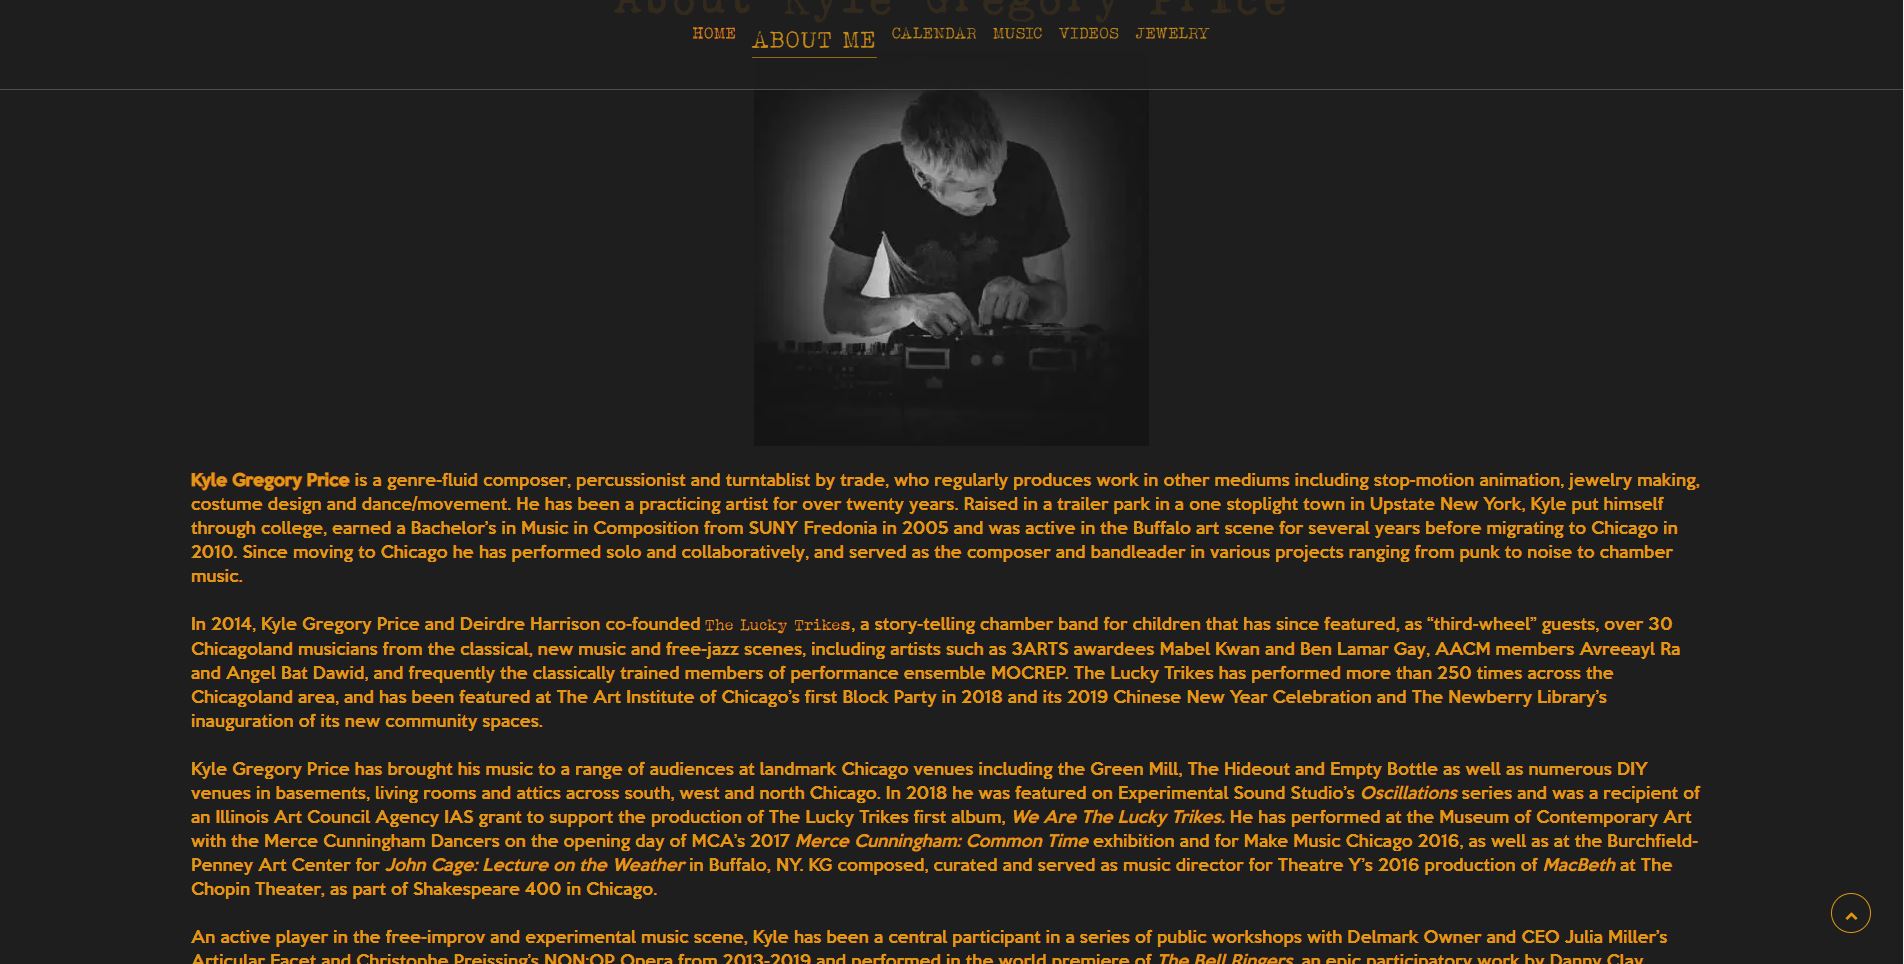 About Kyle Gregory Price
HOME ABOUT ME CALENDAR MUSIC VIDEOS JEWELRY
Kyle Gregory Price is a genre-fluid composer, percussionist and turntablist by trade, who regularly produces work in other mediums including stop-motion animation, jewelry making,
costume design and dance/movement. He has been a practicing artist for over twenty years. Raised in a trailer park in a one stoplight town in Upstate New York, Kyle put himself
through college, earned a Bachelor's in Music in Composition from SUNY Fredonia in 2005 and was active in the Buffalo art scene for several years before migrating to Chicago in
2010. Since moving to Chicago he has performed solo and collaboratively, and served as the composer and bandleader in various projects ranging from punk to noise to chamber
music.
In 2014, Kyle Gregory Price and Deirdre Harrison co-founded The Lucky Trikes, a story-telling chamber band for children that has since featured, as “third-wheel” guests, over 30
Chicagoland musicians from the classical, new music and free-jazz scenes, including artists such as 3ARTS awardees Mabel Kwan and Ben Lamar Gay, AACM members Avreeayl Ra
and Angel Bat Dawid, and frequently the classically trained members of performance ensemble MOCREP. The Lucky Trikes has performed more than 250 times across the
Chicagoland area, and has been featured at The Art Institute of Chicago’s first Block Party in 2018 and its 2019 Chinese New Year Celebration and The Newberry Library’s
inauguration of its new community spaces.
Kyle Gregory Price has brought his music to a range of audiences at landmark Chicago venues including the Green Mill, The Hideout and Empty Bottle as well as numerous DIY
venues in basements, living rooms and attics across south, west and north Chicago. In 2018 he was featured on Experimental Sound Studio’s Oscillations series and was a recipient of
an Illinois Art Council Agency IAS grant to support the production of The Lucky Trikes first album, We Are The Lucky Trikes. He has performed at the Museum of Contemporary Art
with the Merce Cunningham Dancers on the opening day of MCA’s 2017 Merce Cunningham: Common Time exhibition and for Make Music Chicago 2016, as well as at the Burchfield-
Penney Art Center for John Cage: Lecture on the Weather in Buffalo, NY. KG composed, curated and served as music director for Theatre Y’s 2016 production of MacBeth at The
Chopin Theater, as part of Shakespeare 400 in Chicago.
An active player in the free-improv and experimental music scene, Kyle has been a central participant in a series of public workshops with Delmark Owner and CEO Julia Miller’s
Articular Facet and Christophe Preissing’s NON:OP Opera from 2013-2019 and performed in the world premiere of The Bell Ringers, an epic participatory work by Danny Clay